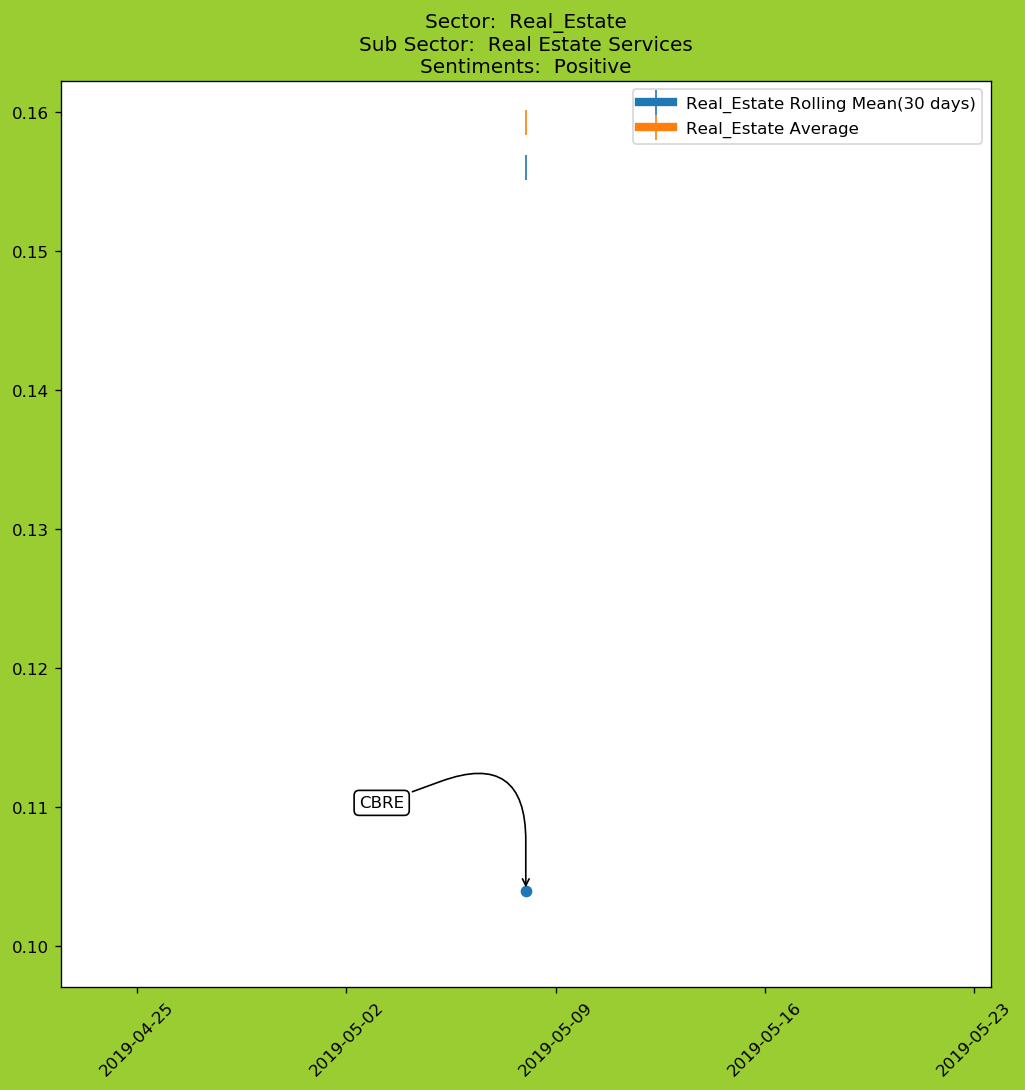 Sector:  Real_Estate
Sub Sector:  Real Estate Services
Sentiments:  Positive
Real_Estate Rolling Mean(30 days)
Real_Estate Average
0.16
0.15
0.14
0.13
0.12
0.11
0.10
CBRE
2019-04-25
2019-05-02
2019-05-09
2019-05-16
2019-05-23